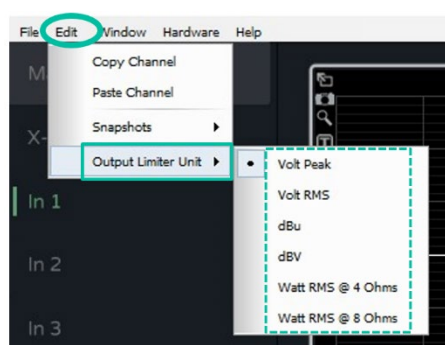 File Edit Window Hardware Help
Copy Channel
Paste Channel
Snapshots
Output Limiter Unit
Volt Peak
Volt RMS
dBu
dBV
Watt RMS @ 4 Ohms
Watt RMS @ 8 Ohms
In 1
In 2
In 3